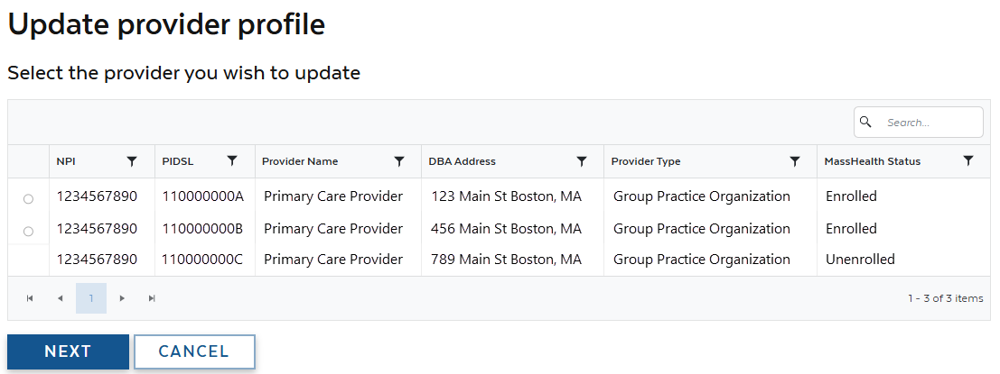 Update provider profile
Select the provider you wish to update
Search...
NPI PIDSL Provider Name DBA Address Provider Type MassHealth Status
1234567890 110000000A Primary Care Provider 123 Main St Boston, MA Group Practice Organization Enrolled
1234567890 110000000B Primary Care Provider 456 Main St Boston, MA Group Practice Organization Enrolled
1234567890 110000000C Primary Care Provider 789 Main St Boston, MA Group Practice Organization Unenrolled
1 1 - 3 of 3 items
NEXT CANCEL